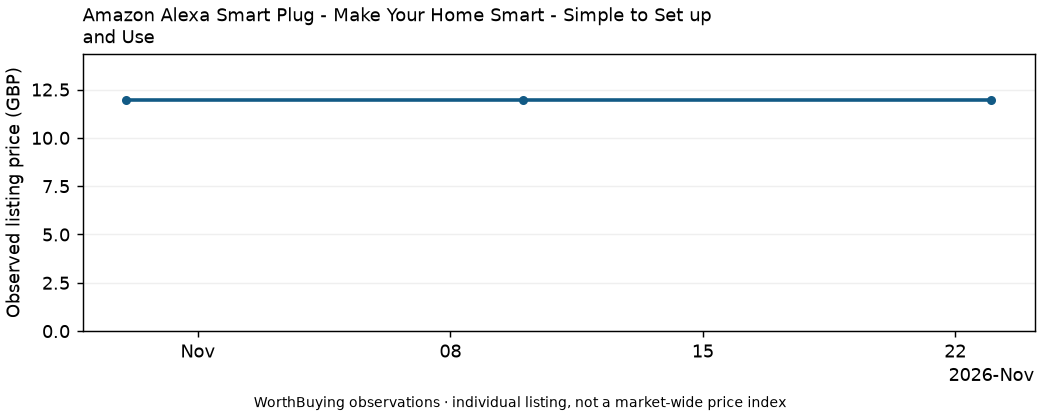 Amazon Alexa Smart Plug - Make Your Home Smart - Simple to Set up
and Use
Observed listing price (GBP)
12.5
10.0
7.5
5.0
2.5
0.0
Nov
08
15
22
2026-Nov
WorthBuying observations · individual listing, not a market-wide price index